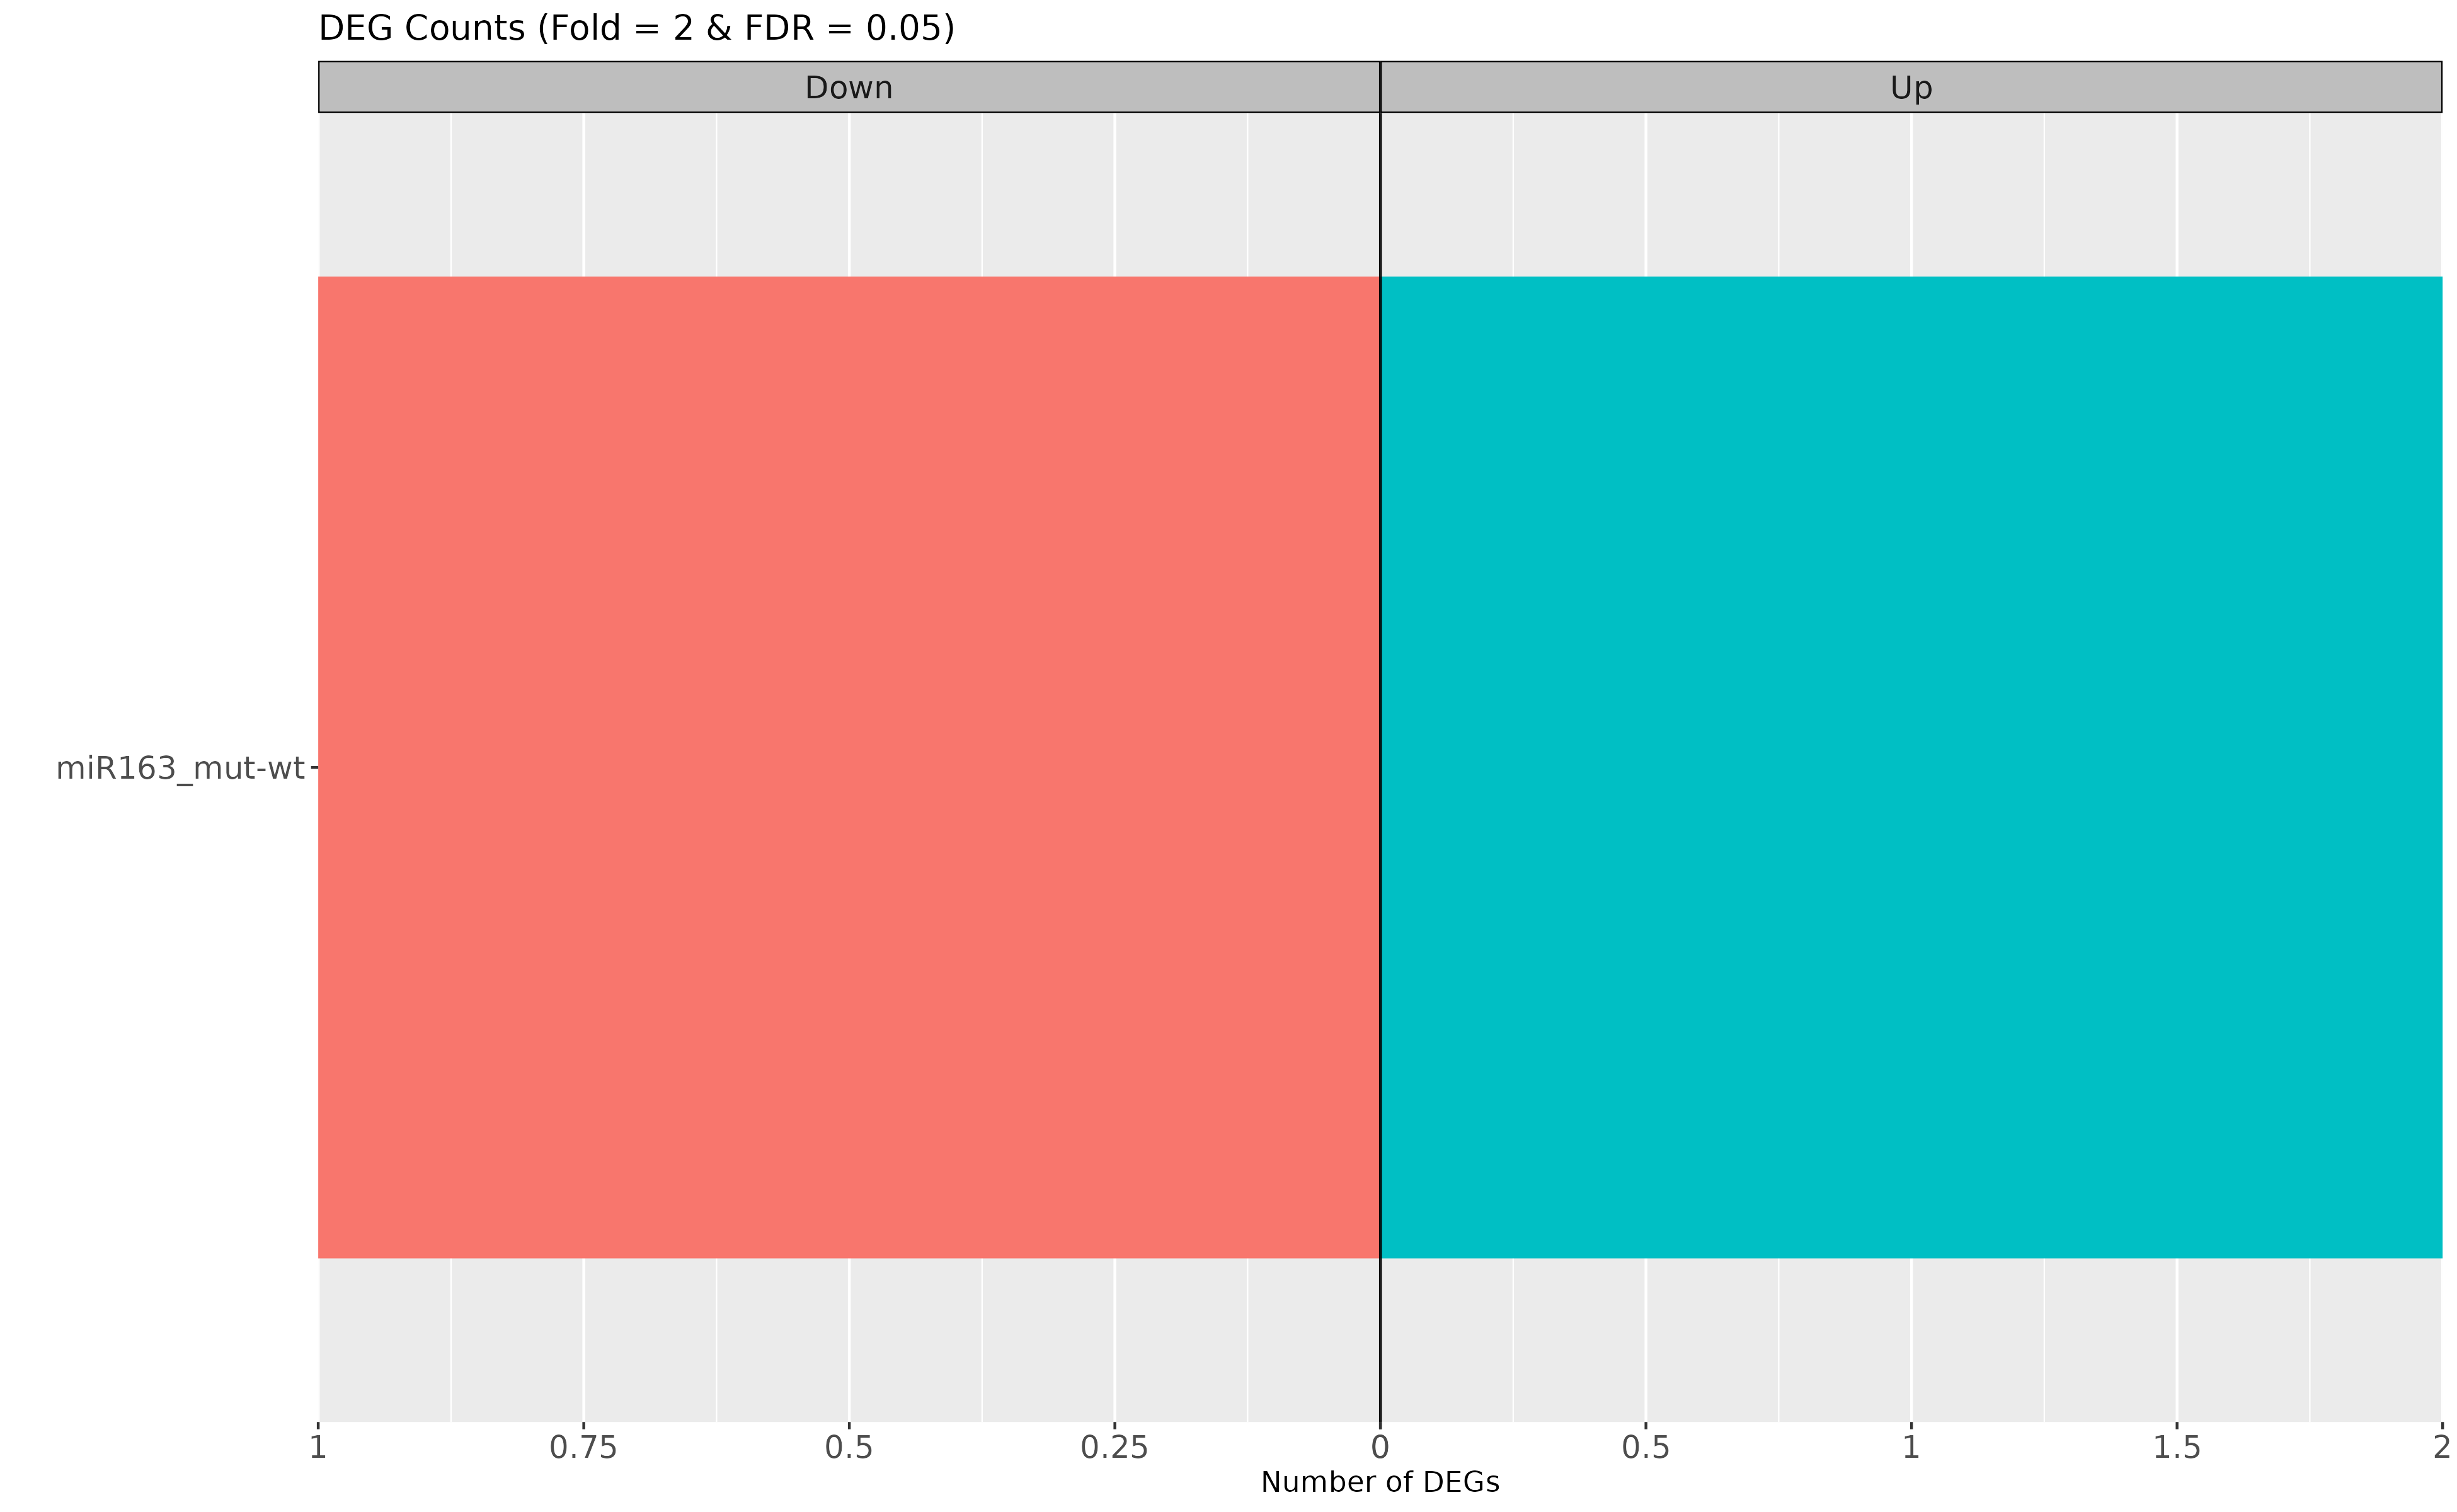 DEG Counts (Fold = 2 & FDR = 0.05)
Down Up
miR163_mut-wt
1 0.75 0.5 0.25 0 0.5 1 1.5 2
Number of DEGs